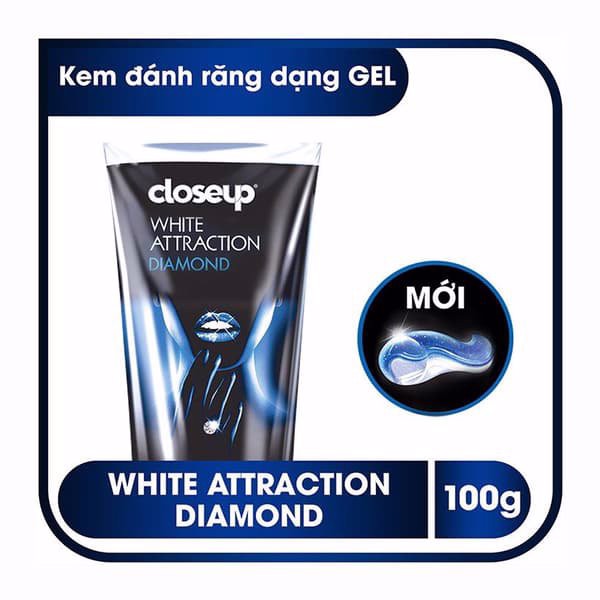 Kem đánh răng dạng GEL
closeup®
WHITE
ATTRACTION
DIAMOND
MỚI
WHITE ATTRACTION
DIAMOND
100g